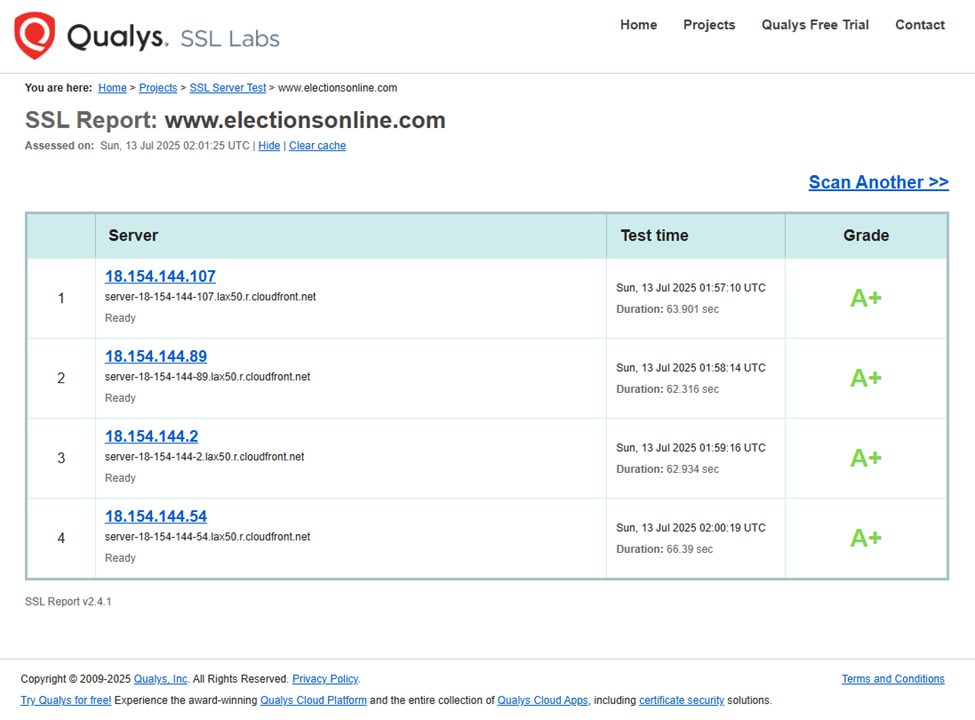 Qualys. SSL Labs
Home Projects Qualys Free Trial Contact
You are here: Home > Projects > SSL Server Test > www.electionsonline.com
SSL Report: www.electionsonline.com
Assessed on: Sun, 13 Jul 2025 02:01:25 UTC | Hide | Clear cache
Scan Another >>
Server Test time Grade
1
18.154.144.107
server-18-154-144-107.lax50.r.cloudfront.net
Ready
Sun, 13 Jul 2025 01:57:10 UTC
Duration: 63.901 sec
A+
2
18.154.144.89
server-18-154-144-89.lax50.r.cloudfront.net
Ready
Sun, 13 Jul 2025 01:58:14 UTC
Duration: 62.316 sec
A+
3
18.154.144.2
server-18-154-144-2.lax50.r.cloudfront.net
Ready
Sun, 13 Jul 2025 01:59:16 UTC
Duration: 62.934 sec
A+
4
18.154.144.54
server-18-154-144-54.lax50.r.cloudfront.net
Ready
Sun, 13 Jul 2025 02:00:19 UTC
Duration: 66.39 sec
A+
SSL Report v2.4.1
Copyright © 2009-2025 Qualys, Inc. All Rights Reserved. Privacy Policy. Terms and Conditions
Try Qualys for free! Experience the award-winning Qualys Cloud Platform and the entire collection of Qualys Cloud Apps, including certificate security solutions.